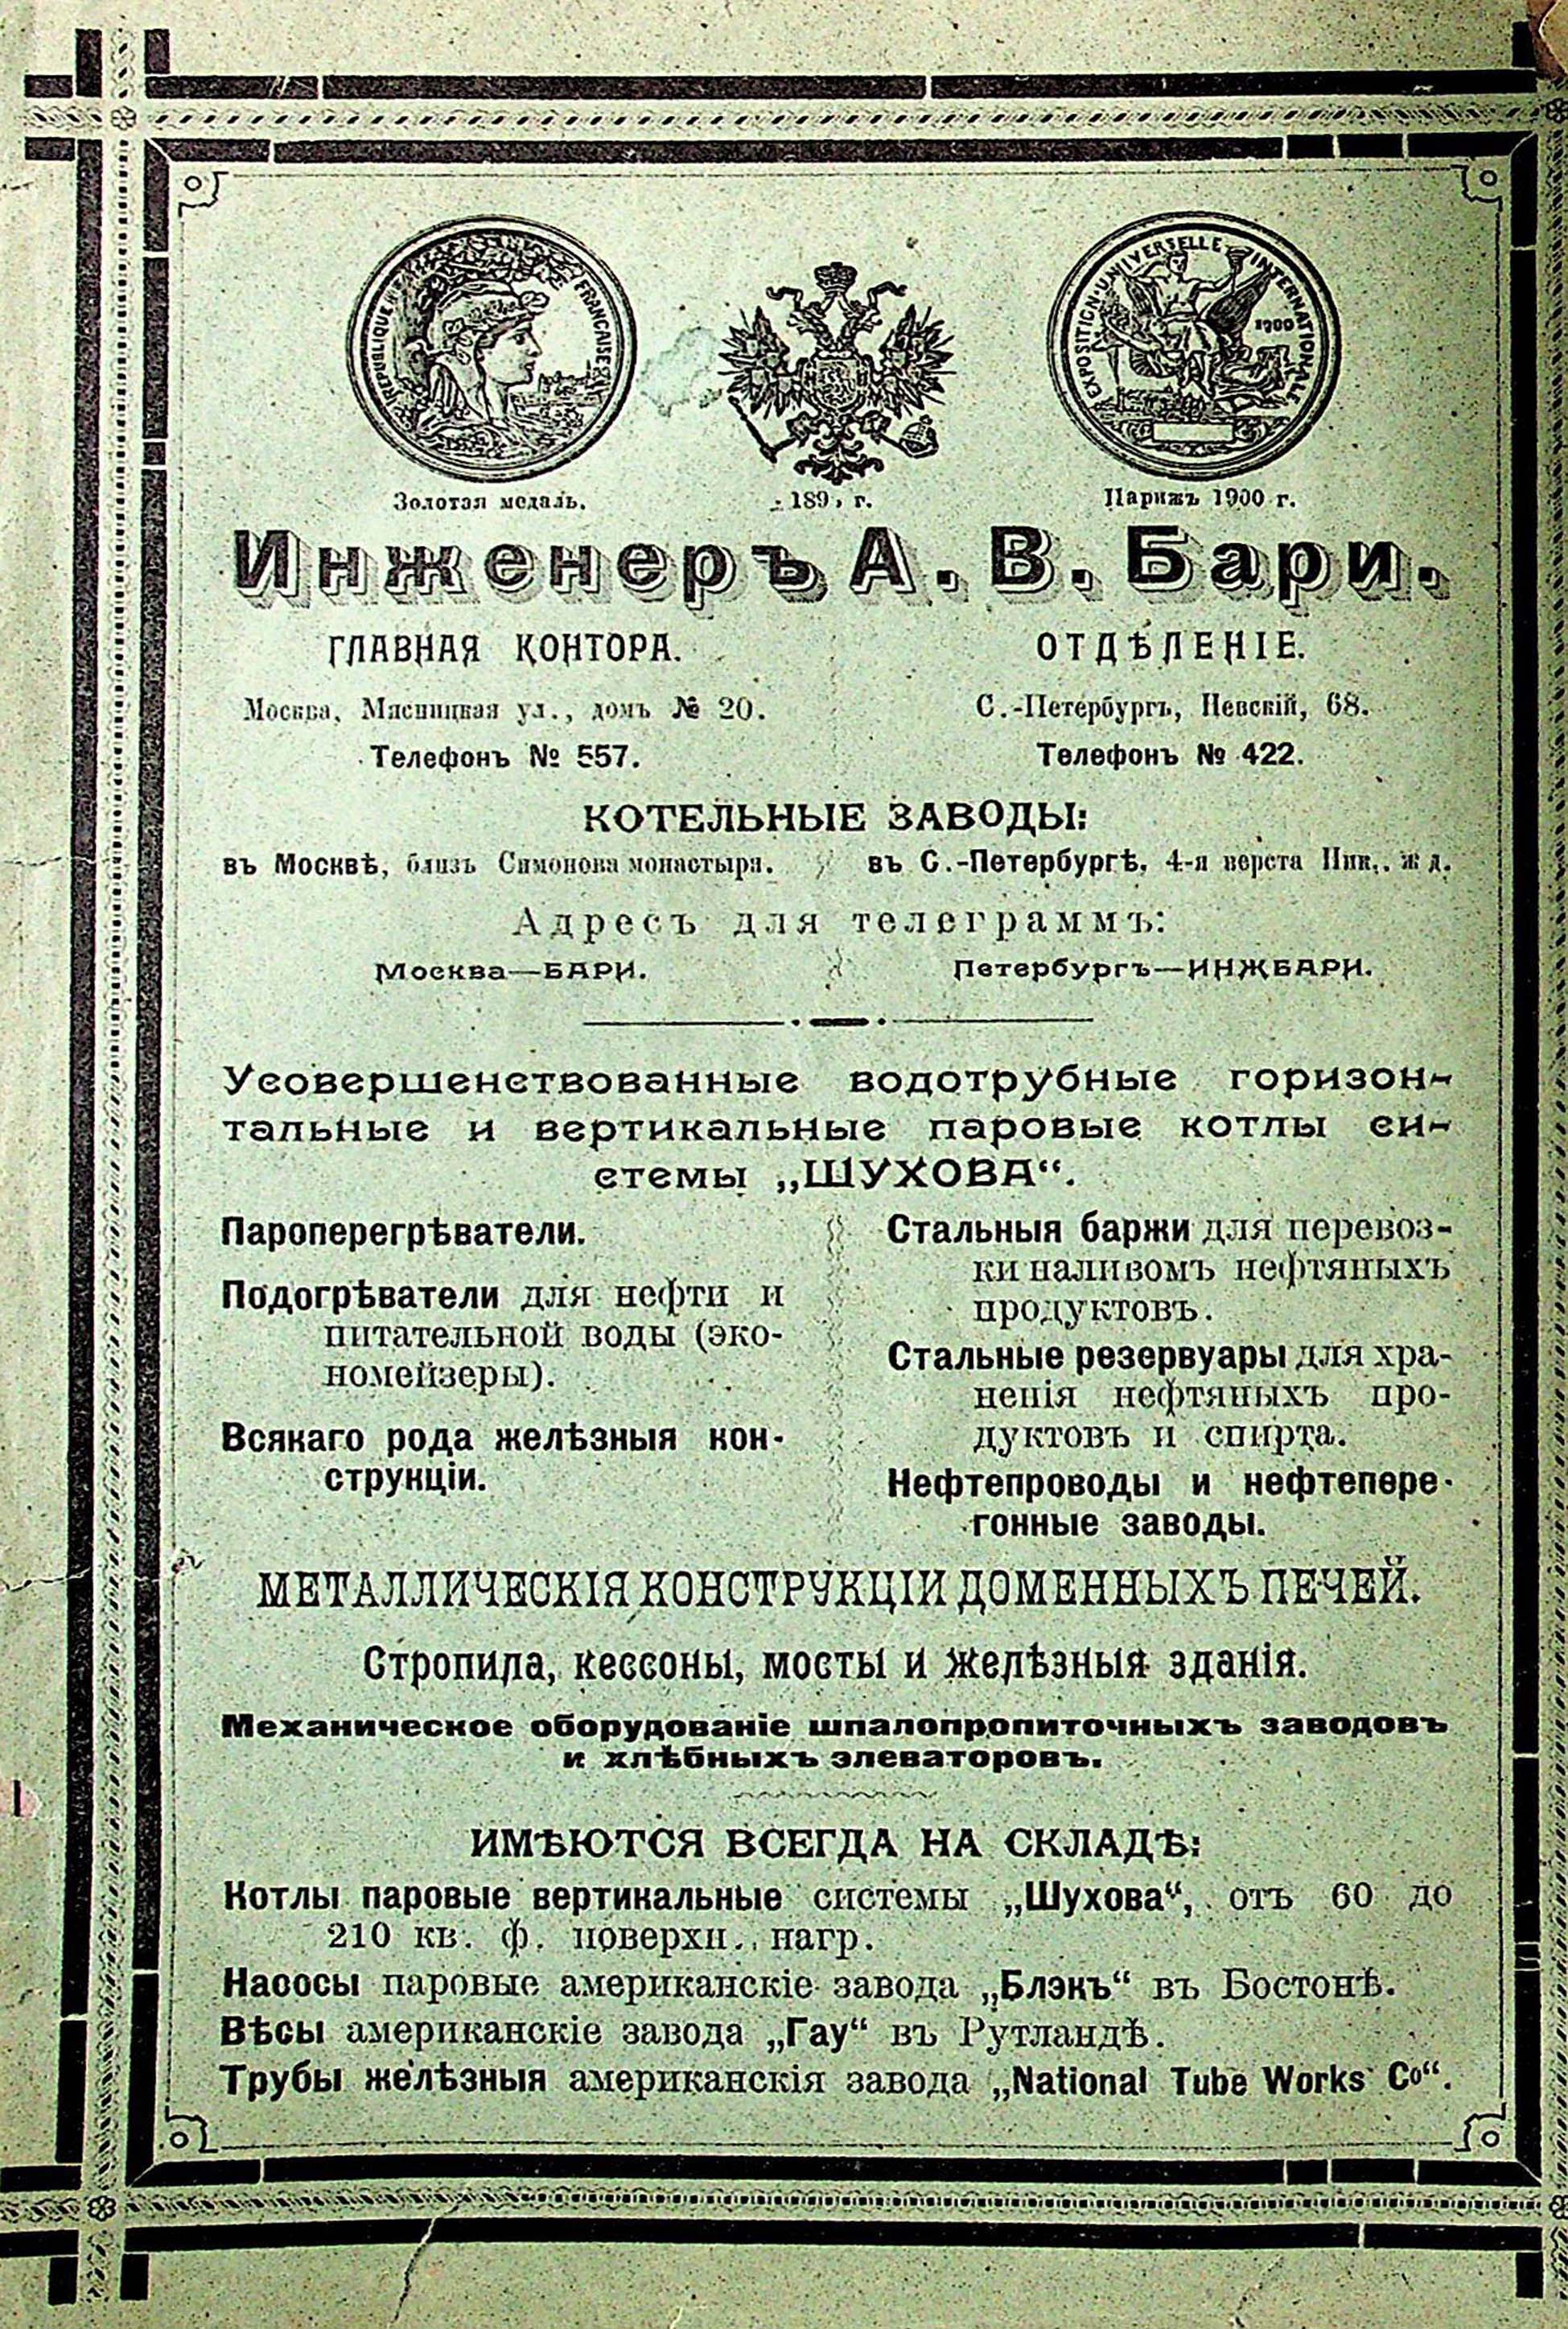 REPUBLIQUE FRANCAISE
EXPOSITION UNIVERSELLE INTERNATIONALE
1900
Золотая медаль. г. Парижъ 1900 г.
Инженеръ А. В. Бари.
ГЛАВНАЯ КОНТОРА.
Москва, Мясницкая ул., домъ № 20.
Телефонъ № 557.
ОТДѢЛЕНІЕ.
С.-Петербургъ, Невскій, 68.
Телефонъ № 422.
КОТЕЛЬНЫЕ ЗАВОДЫ:
въ Москвѣ, близь Симонова монастыря. въ С.-Петербургѣ, 4-я верста Ник. ж д.
Адресъ для телеграммъ:
Москва—БАРИ. Петербургъ—ИНЖБАРИ.
Усовершенствованные водотрубные горизон-
тальные и вертикальные паровые котлы си-
стемы „ШУХОВА“.
Пароперегрѣватели.
Подогрѣватели для нефти и
питательной воды (эко-
номейзеры).
Всякаго рода желѣзныя кон-
струкціи.
Стальныя баржи для перевоз-
ки наливомъ нефтяныхъ
продуктовъ.
Стальные резервуары для хра-
ненія нефтяныхъ про-
дуктовъ и спирта.
Нефтепроводы и нефтепере-
гонные заводы.
МЕТАЛЛИЧЕСКІЯ КОНСТРУКЦІИ ДОМЕННЫХЪ ПЕЧЕЙ.
Стропила, кессоны, мосты и желѣзныя зданія.
Механическое оборудованіе шпалопропиточныхъ заводовъ
и хлѣбныхъ элеваторовъ.
ИМѢЮТСЯ ВСЕГДА НА СКЛАДѢ:
Котлы паровые вертикальные системы „Шухова“, отъ 60 до
210 кв. ф. поверхн. нагр.
Насосы паровые американскіе завода „Блэкъ“ въ Бостонѣ.
Вѣсы американскіе завода „Гау“ въ Рутландѣ.
Трубы желѣзныя американскія завода „National Tube Works Co“.